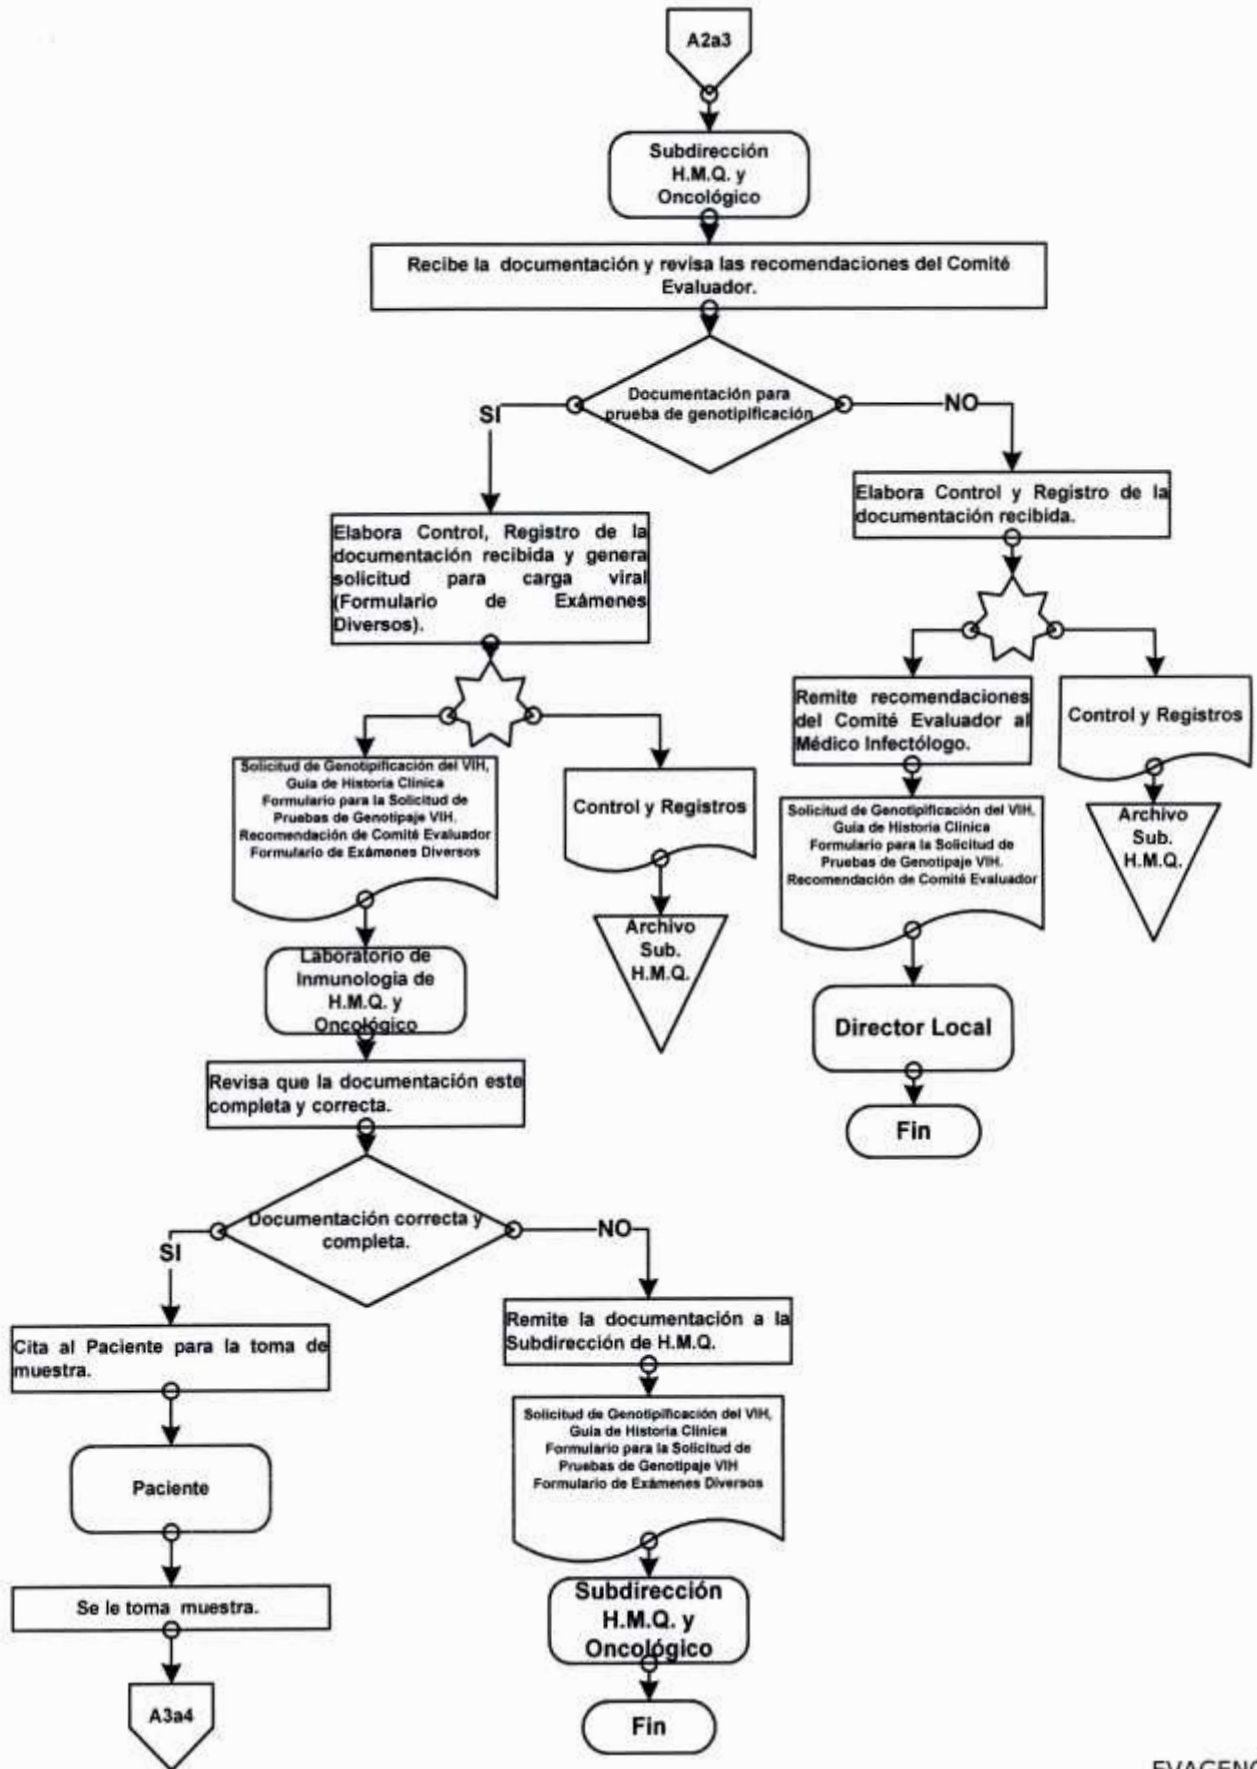 A2a3
Subdirección
H.M.Q. y
Oncológico
Recibe la documentación y revisa las recomendaciones del Comité
Evaluador.
Documentación para
prueba de genotipificación
SI
NO
Elabora Control y Registro de la
documentación recibida.
Elabora Control, Registro de la
documentación recibida y genera
solicitud para carga viral
(Formulario de Exámenes
Diversos).
Remite recomendaciones
del Comité Evaluador al
Médico Infectólogo.
Control y Registros
Solicitud de Genotipificación del VIH,
Guia de Historia Clinica
Formulario para la Solicitud de
Pruebas de Genotipaje VIH.
Recomendación de Comité Evaluador
Formulario de Exámenes Diversos
Control y Registros
Solicitud de Genotipificación del VIH,
Guia de Historia Clinica
Formulario para la Solicitud de
Pruebas de Genotipaje VIH.
Recomendación de Comité Evaluador
Archivo
Sub.
H.M.Q.
Archivo
Sub.
H.M.Q.
Laboratorio de
Inmunologia de
H.M.Q. y
Oncológico
Director Local
Fin
Revisa que la documentación este
completa y correcta.
Documentación correcta y
completa.
SI
NO
Cita al Paciente para la toma de
muestra.
Remite la documentación a la
Subdirección de H.M.Q.
Solicitud de Genotipificación del VIH,
Guia de Historia Clinica
Formulario para la Solicitud de
Pruebas de Genotipaje VIH
Formulario de Exámenes Diversos
Paciente
Se le toma muestra.
Subdirección
H.M.Q. y
Oncológico
A3a4
Fin